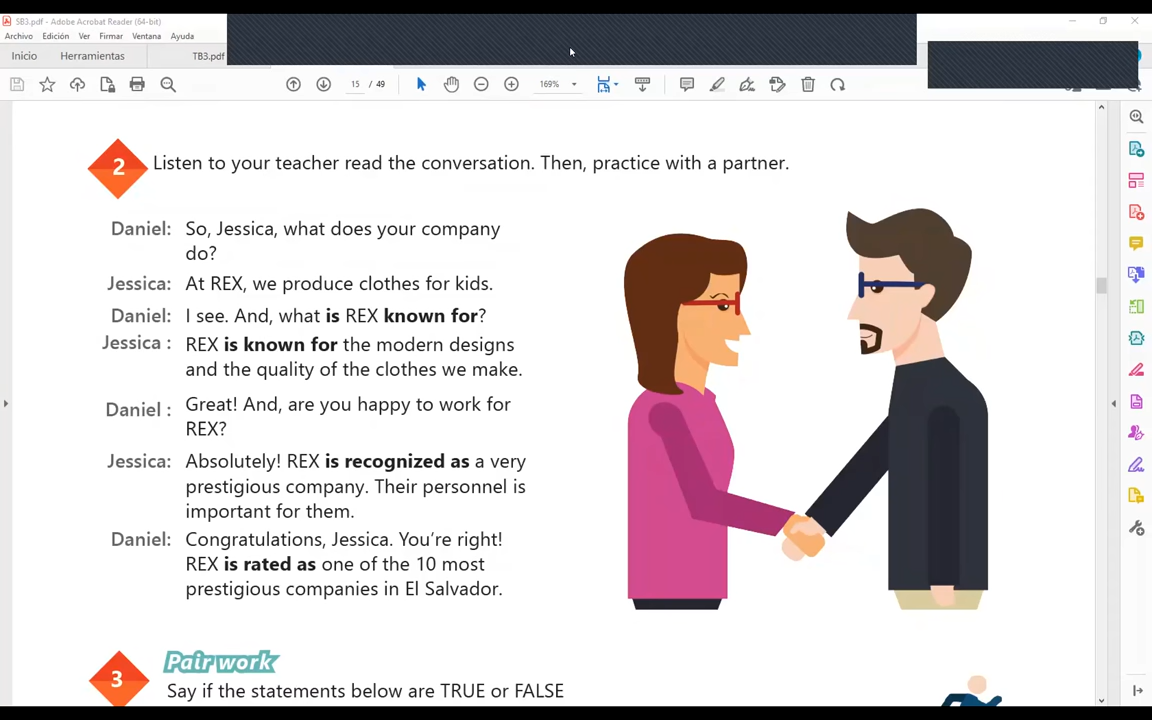 SB3.pdf - Adobe Acrobat Reader (64-bit)
Archivo Edición Ver Firmar Ventana Ayuda
Inicio Herramientas TB3.pdf
15 / 49 169%
2 Listen to your teacher read the conversation. Then, practice with a partner.
Daniel: So, Jessica, what does your company
do?
Jessica: At REX, we produce clothes for kids.
Daniel: I see. And, what is REX known for?
Jessica : REX is known for the modern designs
and the quality of the clothes we make.
Daniel : Great! And, are you happy to work for
REX?
Jessica: Absolutely! REX is recognized as a very
prestigious company. Their personnel is
important for them.
Daniel: Congratulations, Jessica. You’re right!
REX is rated as one of the 10 most
prestigious companies in El Salvador.
3 Pair work
Say if the statements below are TRUE or FALSE